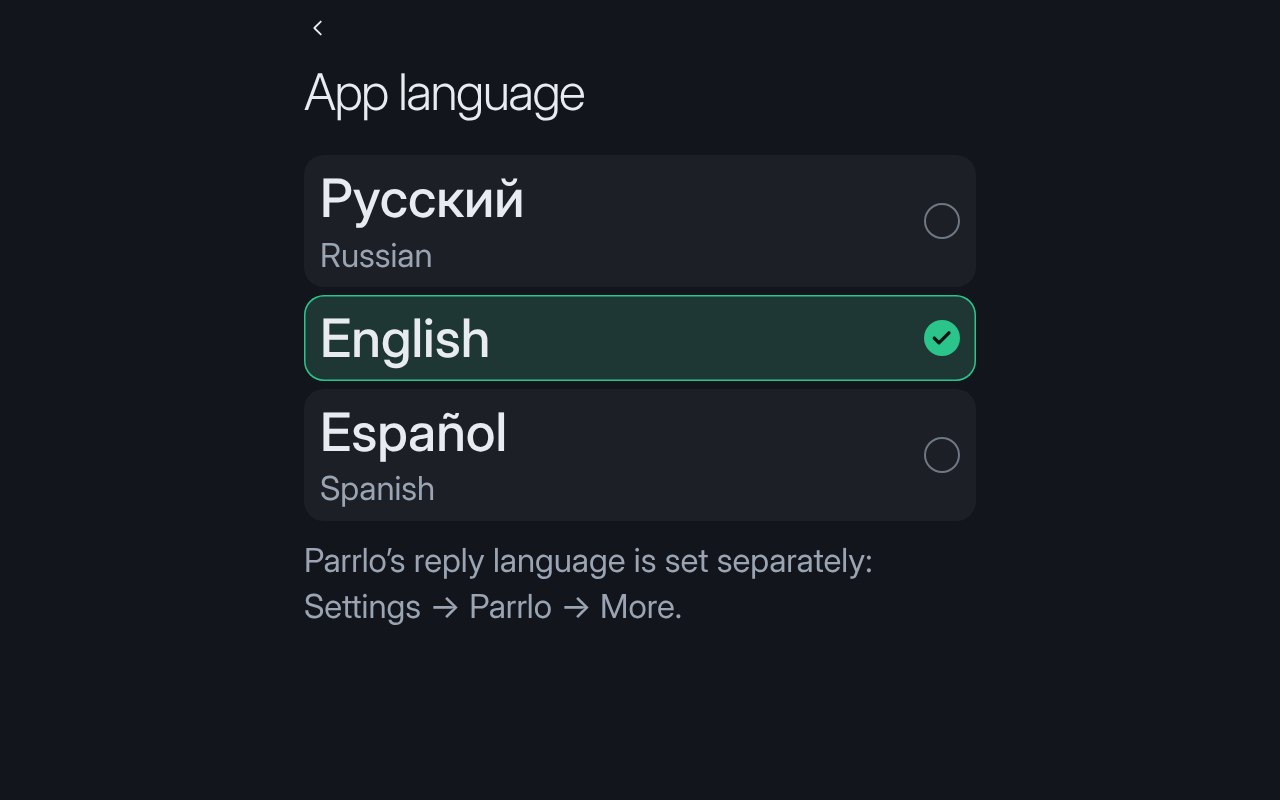 App language
Русский
Russian
English
Español
Spanish
Parrlo’s reply language is set separately:
Settings → Parrlo → More.